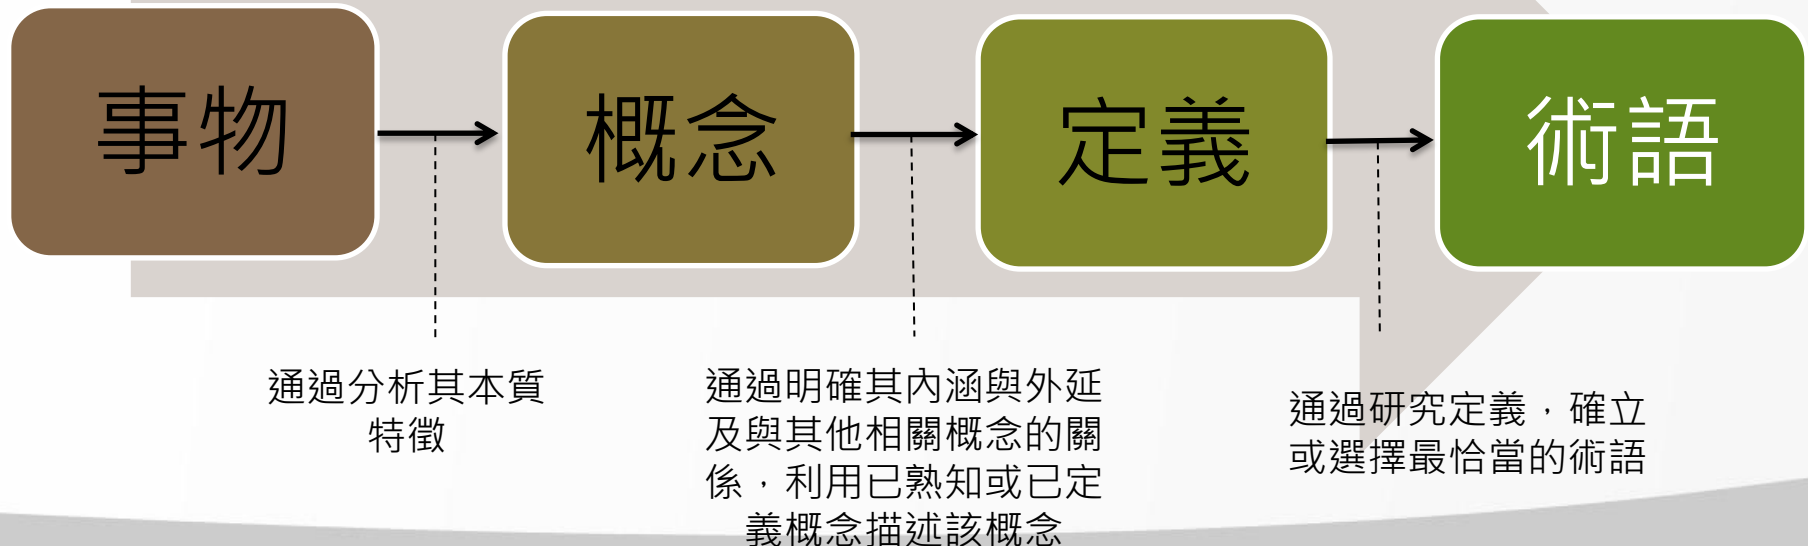 事物
概念
定義
術語
通過分析其本質
特徵
通過明確其內涵與外延
及與其他相關概念的關
係，利用已熟知或已定
義概念描述該概念
通過研究定義，確立
或選擇最恰當的術語